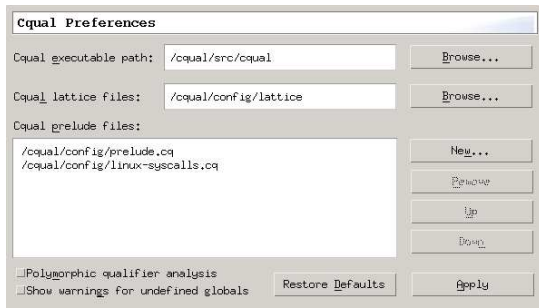 Cqual Preferences
Cqual executable path: /cqual/src/cqual Browse...
Cqual lattice files: /cqual/config/lattice Browse...
Cqual prelude files:
/cqual/config/prelude.cq
/cqual/config/linux-syscalls.cq
New...
Remove
Up
Down
Polymorphic qualifier analysis
Show warnings for undefined globals
Restore Defaults
Apply